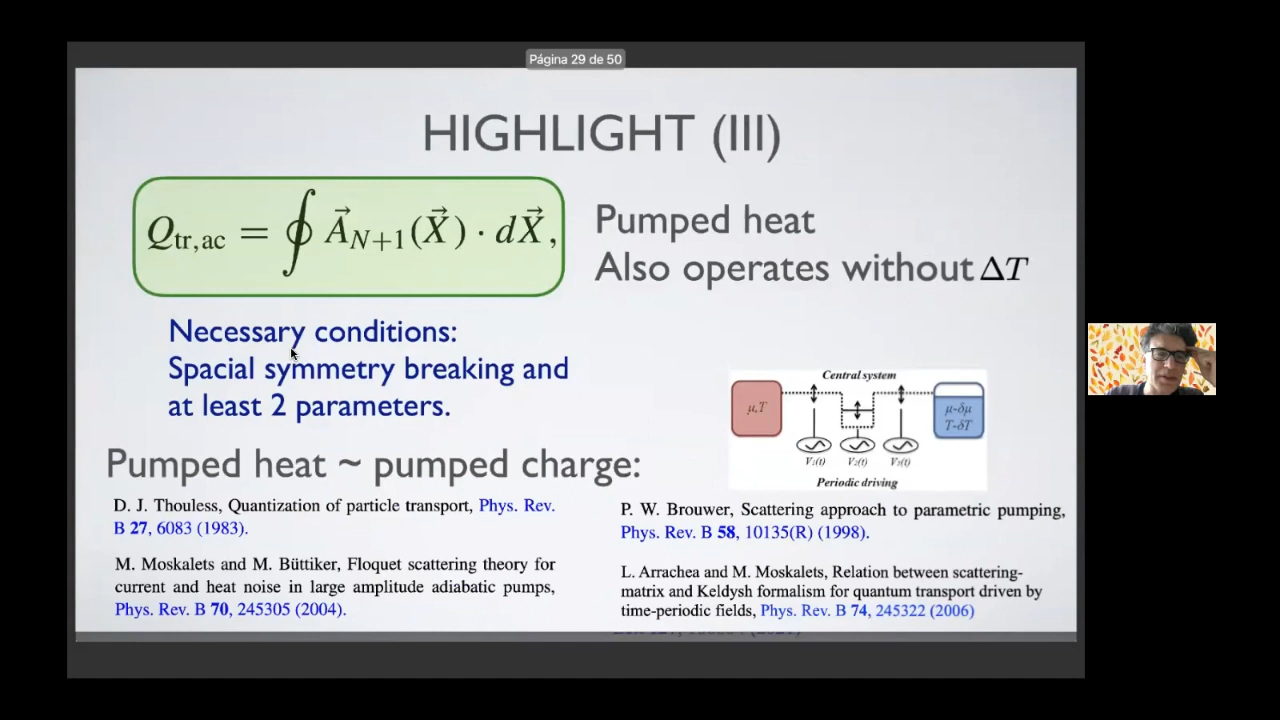 Página 29 de 50
HIGHLIGHT (III)
Q_{tr,ac} = ∮ \vec{A}_{N+1}(\vec{X}) · d\vec{X},
Pumped heat
Also operates without ΔT
Necessary conditions:
Spacial symmetry breaking and
at least 2 parameters.
Central system
μ,T
μ-δμ
T-δT
V₁(t) V₂(t) V₃(t)
Periodic driving
Pumped heat ~ pumped charge:
D. J. Thouless, Quantization of particle transport, Phys. Rev.
B 27, 6083 (1983).
M. Moskalets and M. Büttiker, Floquet scattering theory for
current and heat noise in large amplitude adiabatic pumps,
Phys. Rev. B 70, 245305 (2004).
P. W. Brouwer, Scattering approach to parametric pumping,
Phys. Rev. B 58, 10135(R) (1998).
L. Arrachea and M. Moskalets, Relation between scattering-
matrix and Keldysh formalism for quantum transport driven by
time-periodic fields, Phys. Rev. B 74, 245322 (2006)